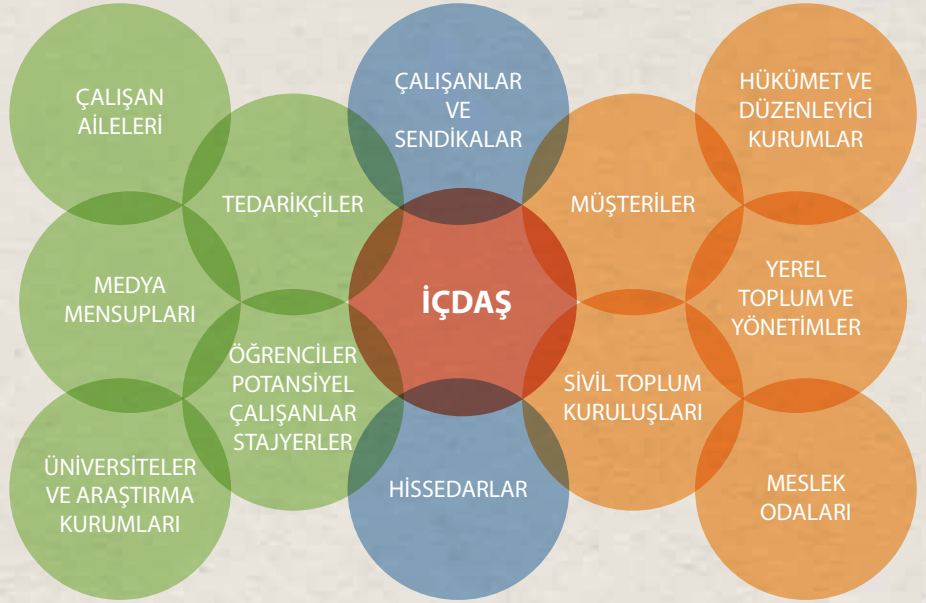 ÇALIŞAN
AİLELERİ
ÇALIŞANLAR
VE
SENDİKALAR
HÜKÜMET VE
DÜZENLEYİCİ
KURUMLAR
TEDARİKÇİLER
MÜŞTERİLER
MEDYA
MENSUPLARI
İÇDAŞ
YEREL
TOPLUM VE
YÖNETİMLER
ÖĞRENCİLER
POTANSİYEL
ÇALIŞANLAR
STAJYERLER
SİVİL TOPLUM
KURULUŞLARI
ÜNİVERSİTELER
VE ARAŞTIRMA
KURUMLARI
HİSSEDARLAR
MESLEK
ODALARI